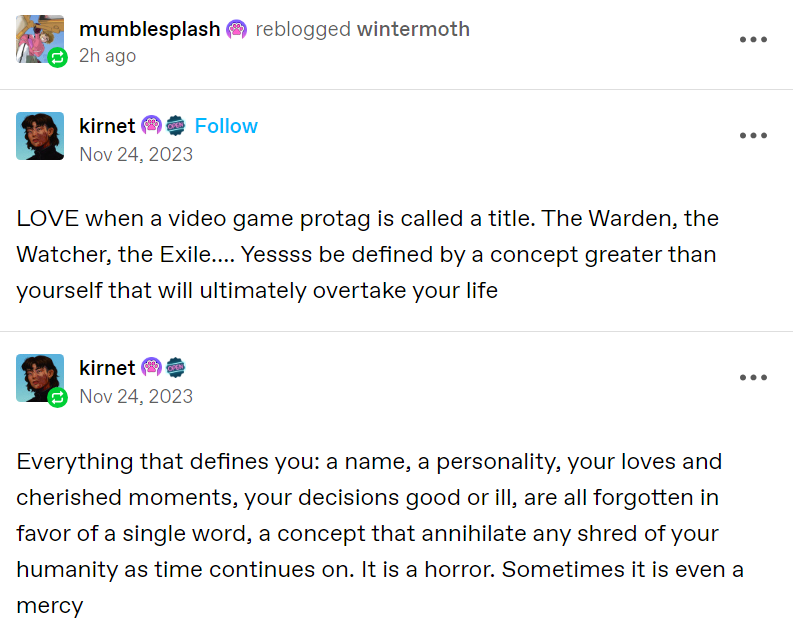 mumblesplash reblogged wintermoth
2h ago
kirnet OPEN Follow
Nov 24, 2023
LOVE when a video game protag is called a title. The Warden, the
Watcher, the Exile.... Yessss be defined by a concept greater than
yourself that will ultimately overtake your life
kirnet OPEN
Nov 24, 2023
Everything that defines you: a name, a personality, your loves and
cherished moments, your decisions good or ill, are all forgotten in
favor of a single word, a concept that annihilate any shred of your
humanity as time continues on. It is a horror. Sometimes it is even a
mercy